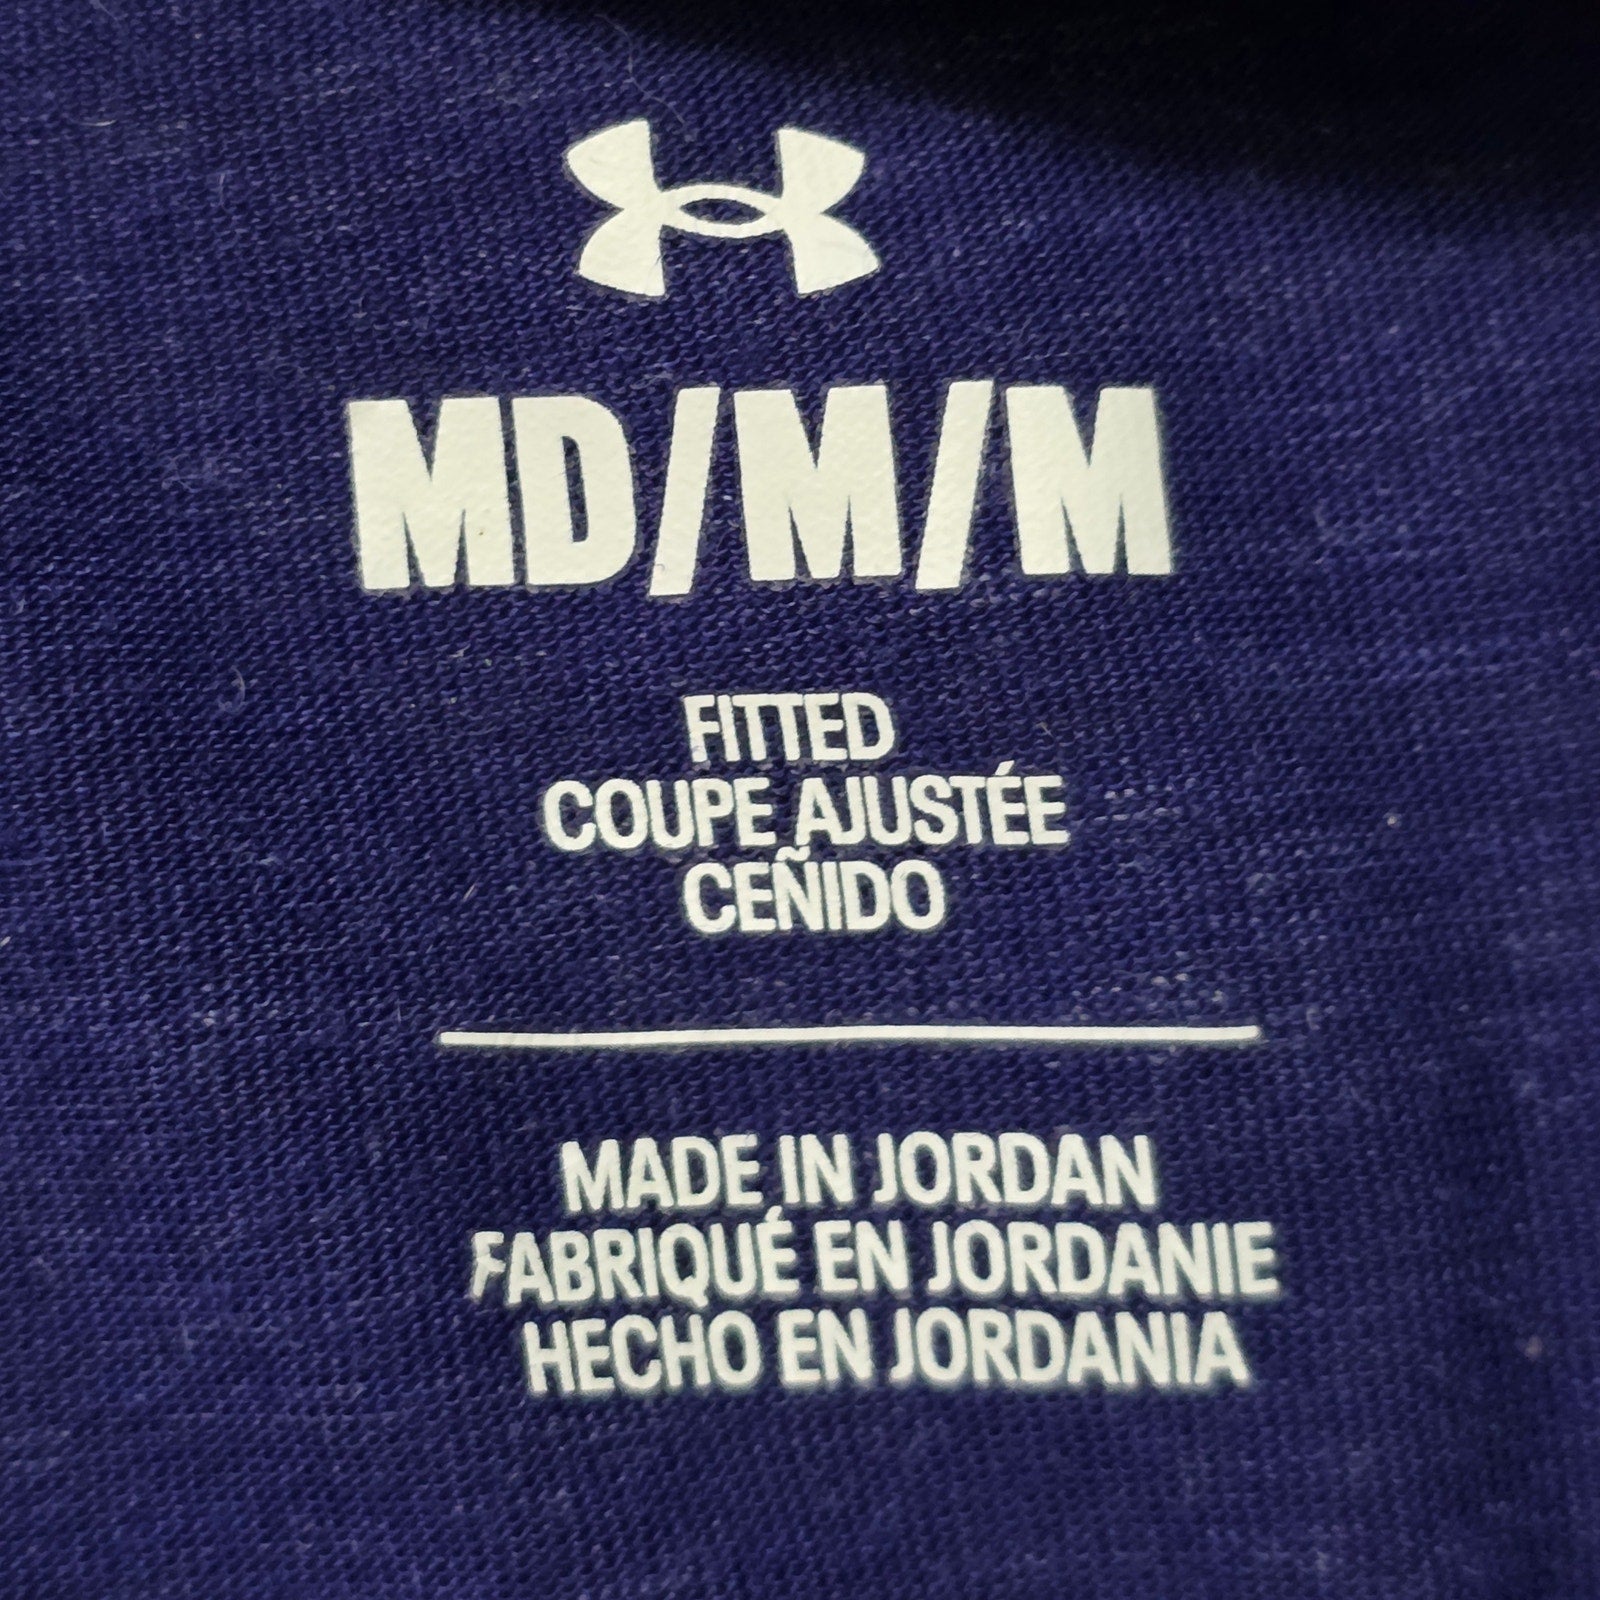 MD/M/M
FITTED
COUPE AJUSTÉE
CEÑIDO
MADE IN JORDAN
FABRIQUÉ EN JORDANIE
HECHO EN JORDANIA